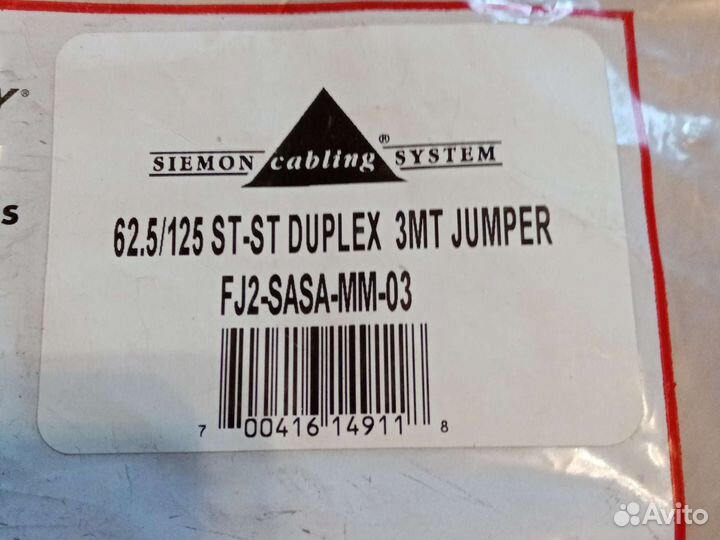 Y®
s
SIEMON cabling® SYSTEM
62.5/125 ST-ST DUPLEX 3MT JUMPER
FJ2-SASA-MM-03
7 00416 14911 8
Avito